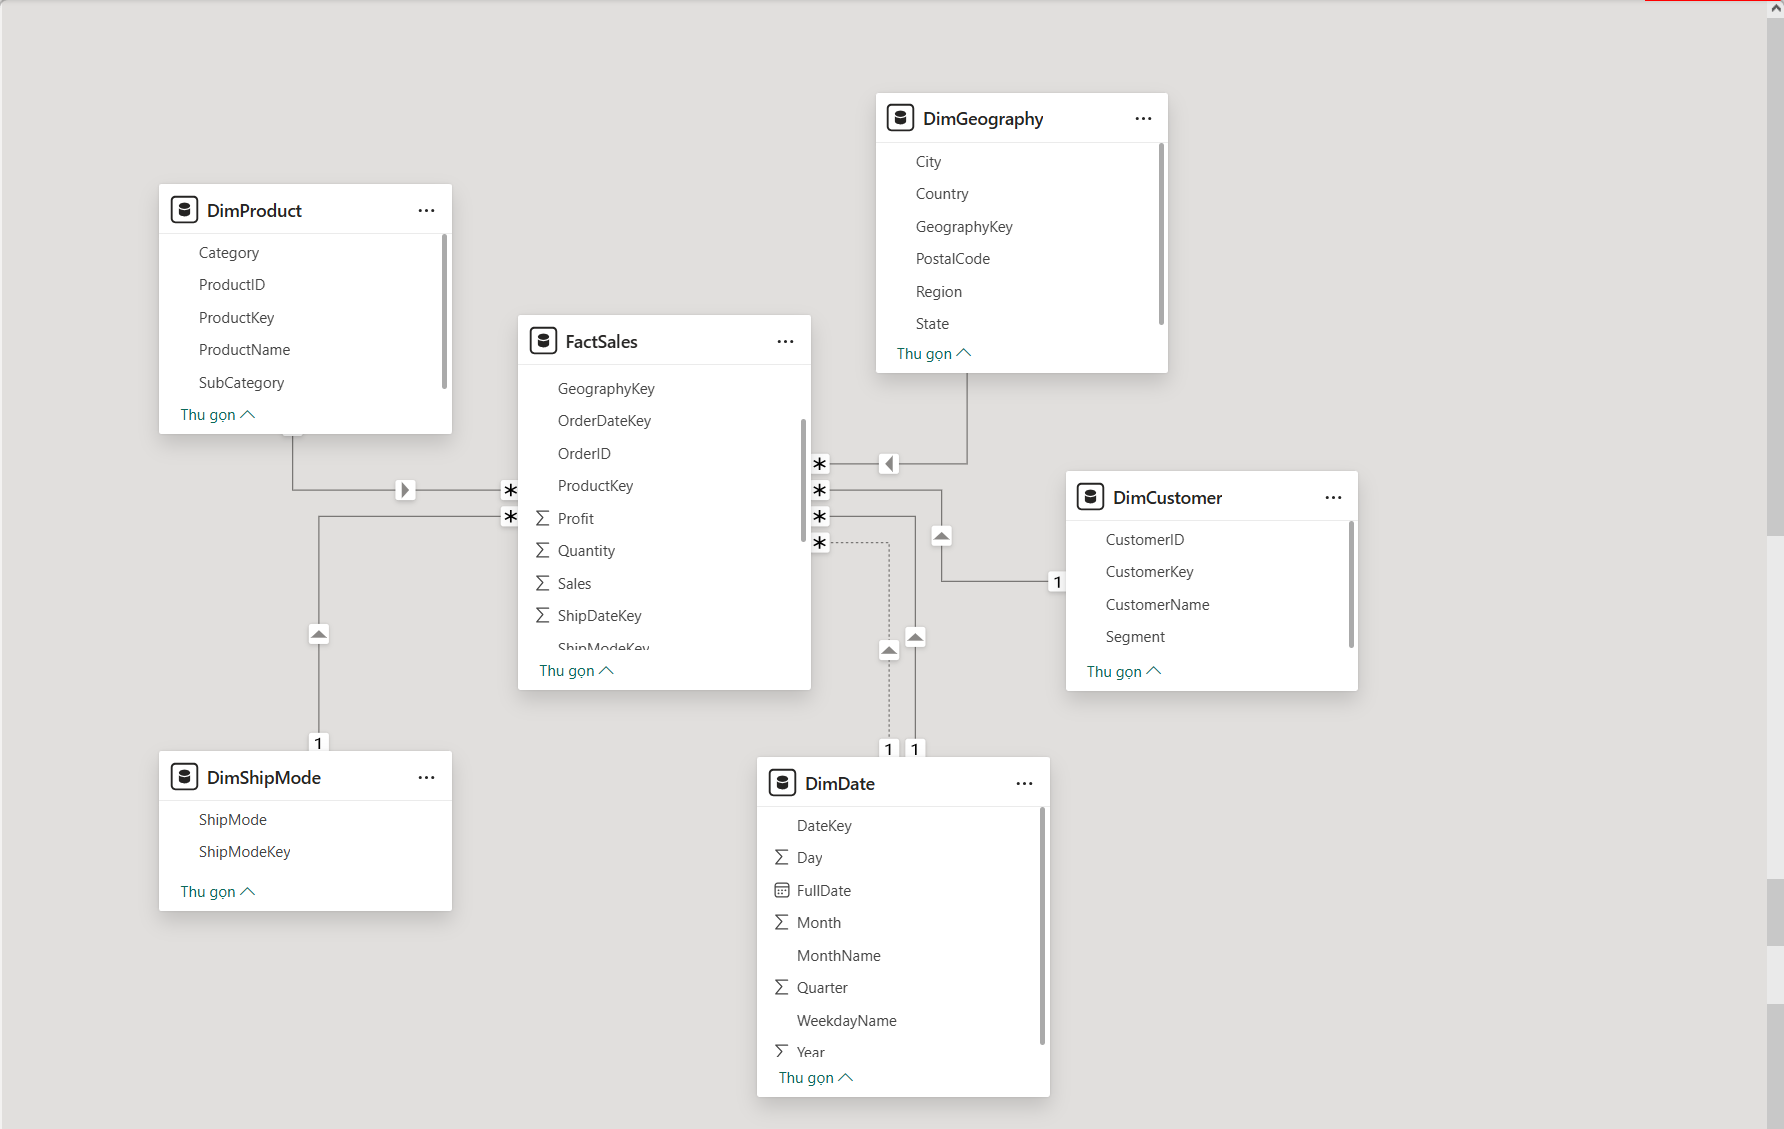 DimGeography
City
Country
GeographyKey
PostalCode
Region
State
Thu gọn
DimProduct
Category
ProductID
ProductKey
ProductName
SubCategory
Thu gọn
FactSales
GeographyKey
OrderDateKey
OrderID
ProductKey
Profit
Quantity
Sales
ShipDateKey
ShipModeKey
Thu gọn
DimCustomer
CustomerID
CustomerKey
CustomerName
Segment
Thu gọn
*
*
*
*
*
*
1
1
1 1
DimShipMode
ShipMode
ShipModeKey
Thu gọn
DimDate
DateKey
Day
FullDate
Month
MonthName
Quarter
WeekdayName
Year
Thu gọn